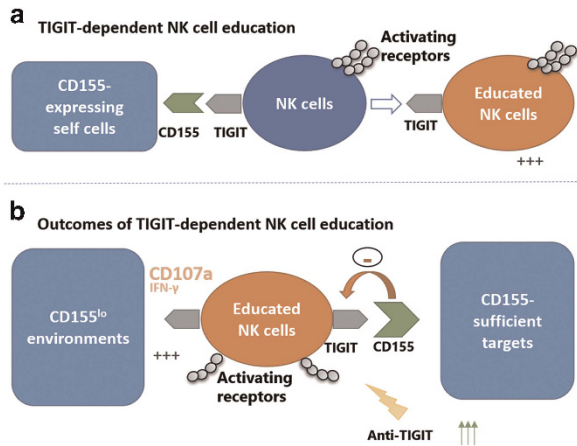 a
TIGIT-dependent NK cell education
Activating
receptors
CD155-
expressing
self cells
CD155
TIGIT
NK cells
TIGIT
Educated
NK cells
+++
b
Outcomes of TIGIT-dependent NK cell education
CD155lo
environments
CD107a
IFN-γ
+++
Educated
NK cells
-
TIGIT
CD155
CD155-
sufficient
targets
Activating
receptors
Anti-TIGIT